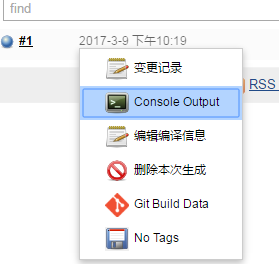 find
#1 2017-3-9 下午10:19
变更记录
RSS
Console Output
编辑编译信息
删除本次生成
Git Build Data
No Tags